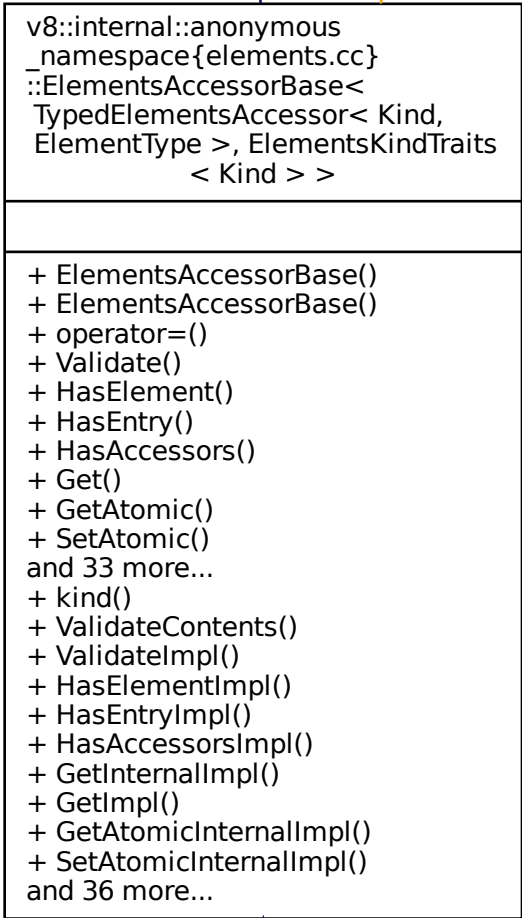 v8::internal::anonymous
_namespace{elements.cc}
::ElementsAccessorBase<
TypedElementsAccessor< Kind,
ElementType >, ElementsKindTraits
< Kind > >
+ ElementsAccessorBase()
+ ElementsAccessorBase()
+ operator=()
+ Validate()
+ HasElement()
+ HasEntry()
+ HasAccessors()
+ Get()
+ GetAtomic()
+ SetAtomic()
and 33 more...
+ kind()
+ ValidateContents()
+ ValidateImpl()
+ HasElementImpl()
+ HasEntryImpl()
+ HasAccessorsImpl()
+ GetInternalImpl()
+ GetImpl()
+ GetAtomicInternalImpl()
+ SetAtomicInternalImpl()
and 36 more...